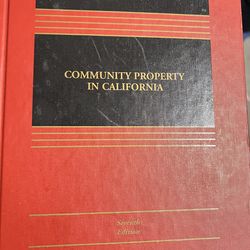 COMMUNITY PROPERTY
IN CALIFORNIA
Seventh
Edition